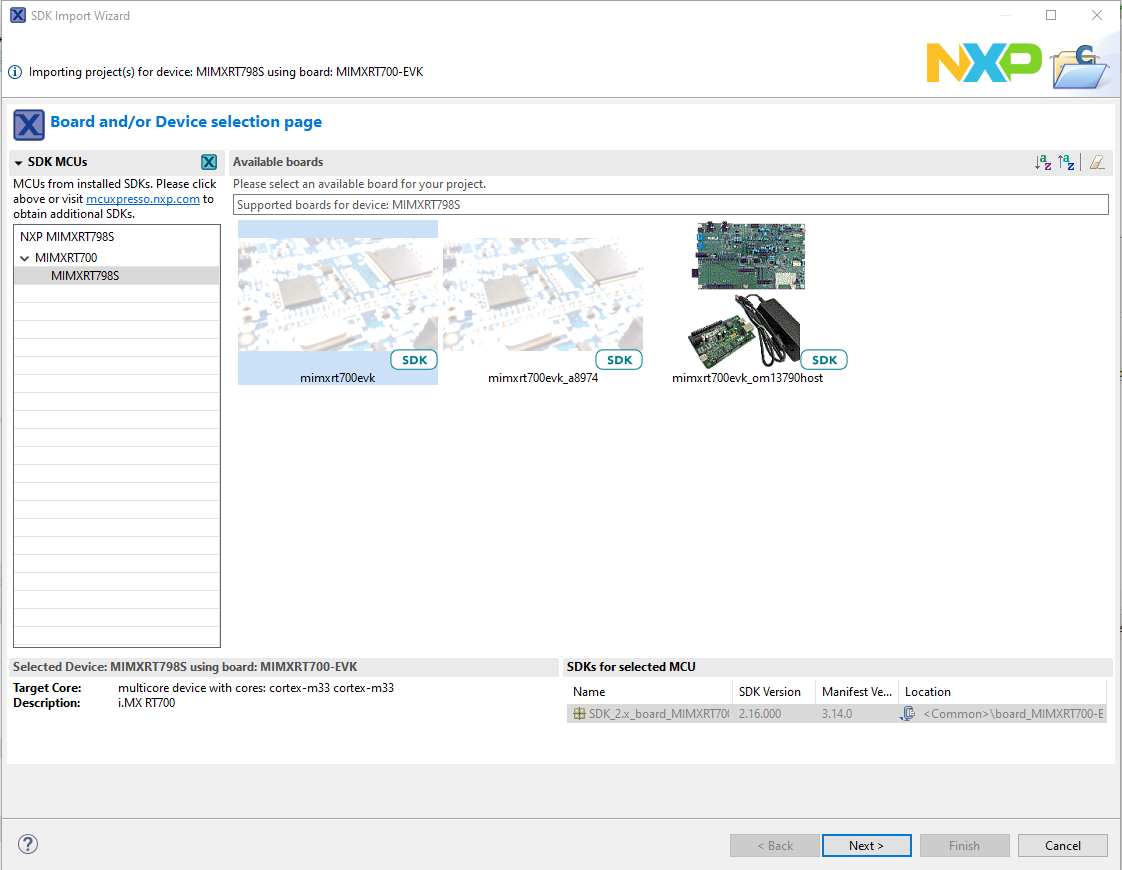 SDK Import Wizard
Importing project(s) for device: MIMXRT798S using board: MIMXRT700-EVK
NXP
C
Board and/or Device selection page
SDK MCUs
MCUs from installed SDKs. Please click
above or visit mcuxpresso.nxp.com to
obtain additional SDKs.
NXP MIMXRT798S
MIMXRT700
MIMXRT798S
Available boards
Please select an available board for your project.
Supported boards for device: MIMXRT798S
SDK
mimxrt700evk
SDK
mimxrt700evk_a8974
SDK
mimxrt700evk_om13790host
Selected Device: MIMXRT798S using board: MIMXRT700-EVK
Target Core: multicore device with cores: cortex-m33 cortex-m33
Description: i.MX RT700
SDKs for selected MCU
Name SDK Version Manifest Ve... Location
SDK_2.x_board_MIMXRT70 2.16.000 3.14.0 <Common>\board_MIMXRT700-E
< Back Next > Finish Cancel